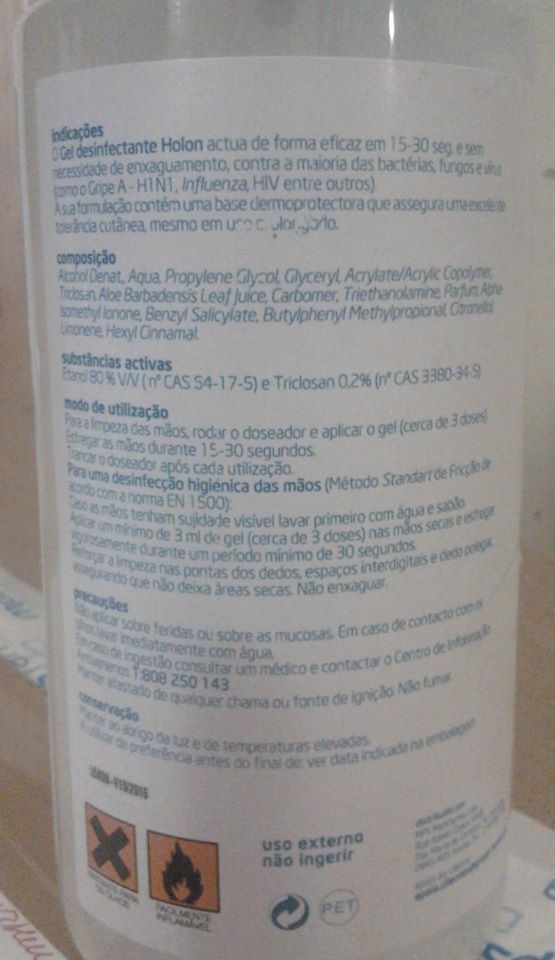 indicações
O Gel desinfectante Holon actua de forma eficaz em 15-30 seg. e sem
necessidade de enxaguamento, contra a maioria das bactérias, fungos e vírus
(como o Gripe A - H1N1, Influenza, HIV entre outros).
A sua formulação contém uma base dermoprotectora que assegura uma excelente
tolerância cutânea, mesmo em uso prolongado.
composição
Alcohol Denat., Aqua, Propylene Glycol, Glyceryl, Acrylate/Acrylic Copolymer,
Triclosan, Aloe Barbadensis Leaf Juice, Carbomer, Triethanolamine, Parfum, Alpha-
Isomethyl Ionone, Benzyl Salicylate, Butylphenyl Methylpropional, Citronellol,
Limonene, Hexyl Cinnamal.
substâncias activas
Etanol 80 % V/V ( nº CAS 54-17-5) e Triclosan 0,2% (nº CAS 3380-34-5)
modo de utilização
Para a limpeza das mãos, rodar o doseador e aplicar o gel (cerca de 3 doses)
Esfregar as mãos durante 15-30 segundos.
Trancar o doseador após cada utilização.
Para uma desinfecção higiénica das mãos (Método Standart de Fricção de
acordo com a norma EN 1500):
Caso as mãos tenham sujidade visível lavar primeiro com água e sabão.
Aplicar um mínimo de 3 ml de gel (cerca de 3 doses) nas mãos secas e esfregar
vigorosamente durante um período mínimo de 30 segundos.
Reforçar a limpeza nas pontas dos dedos, espaços interdigitais e dedo polegar,
assegurando que não deixa áreas secas. Não enxaguar.
precauções
Não aplicar sobre feridas ou sobre as mucosas. Em caso de contacto com os
olhos lavar imediatamente com água.
Em caso de ingestão consultar um médico e contactar o Centro de Informação
Antivenenos T:808 250 143
Manter afastado de qualquer chama ou fonte de ignição. Não fumar.
conservação
Manter ao abrigo da luz e de temperaturas elevadas.
A utilizar de preferência antes do final de: ver data indicada na embalagem
uso externo
não ingerir
IRRITANTE PARA
OS OLHOS
FACILMENTE
INFLAMÁVEL
PET